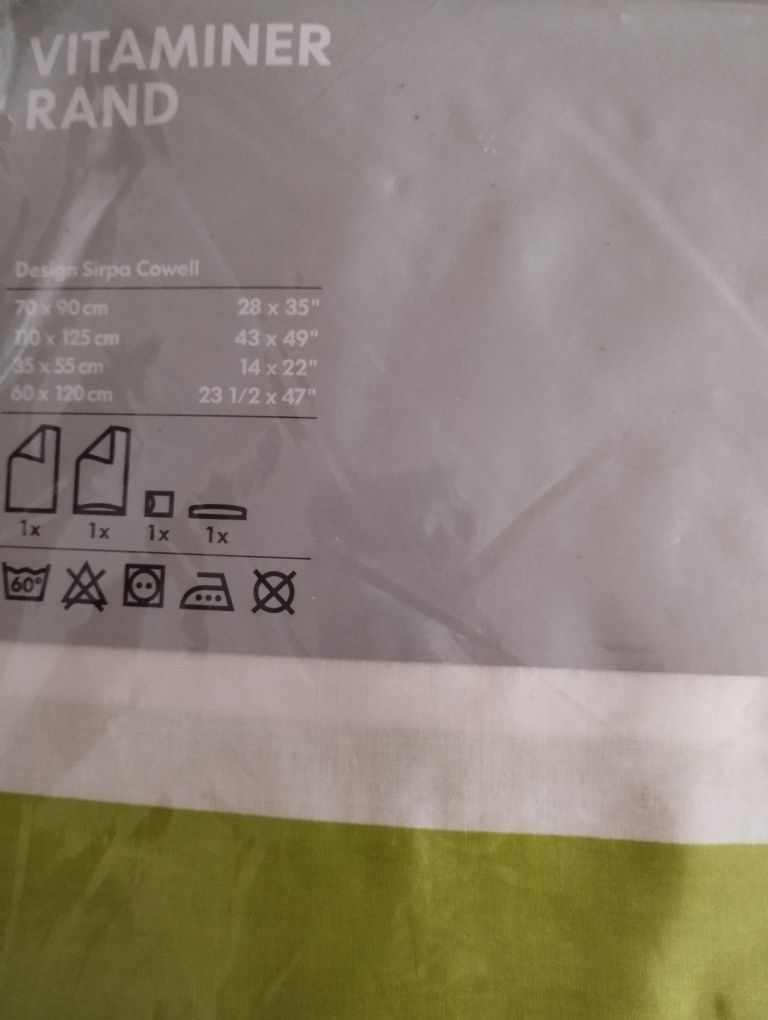 VITAMINER
RAND
Design Sirpa Cowell
70 x 90 cm 28 x 35"
110 x 125 cm 43 x 49"
35 x 55 cm 14 x 22"
60 x 120 cm 23 1/2 x 47"
1x 1x 1x 1x
60°